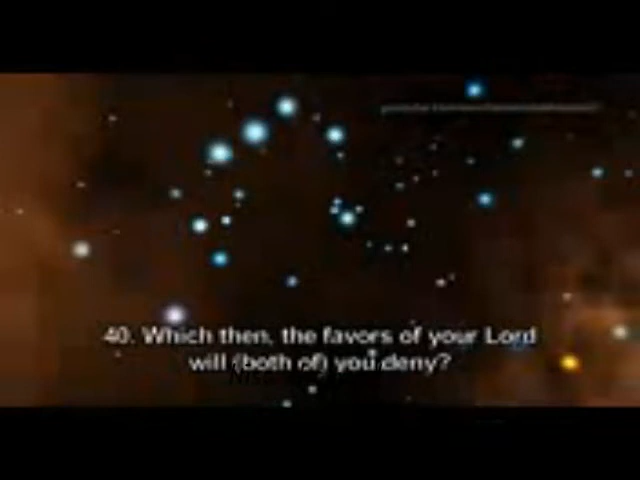 40. Which then, the favors of your Lord
will (both of) you deny?